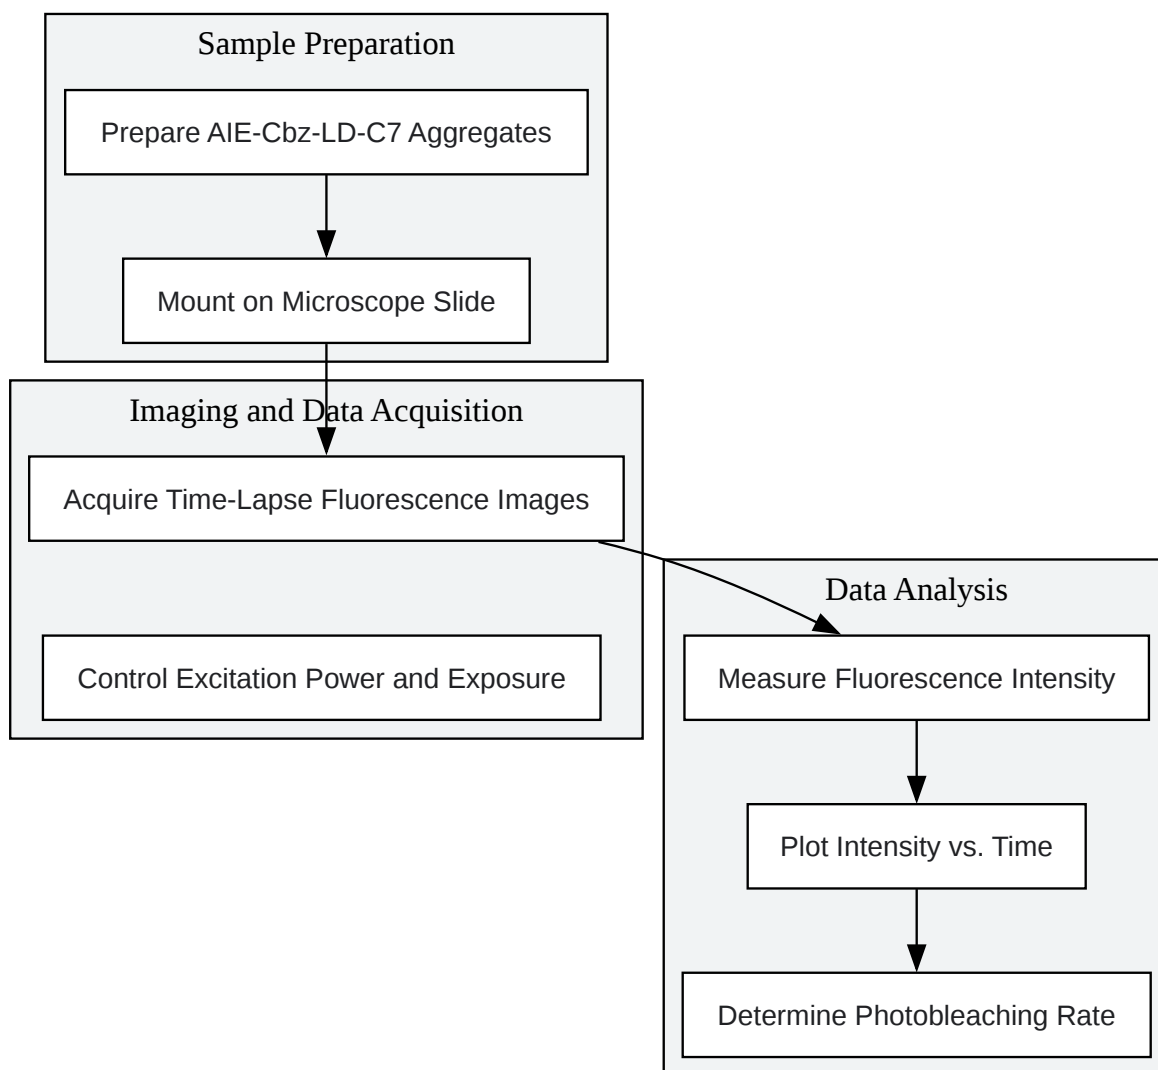 Sample Preparation
Prepare AIE-Cbz-LD-C7 Aggregates
Mount on Microscope Slide
Imaging and Data Acquisition
Acquire Time-Lapse Fluorescence Images
Control Excitation Power and Exposure
Data Analysis
Measure Fluorescence Intensity
Plot Intensity vs. Time
Determine Photobleaching Rate